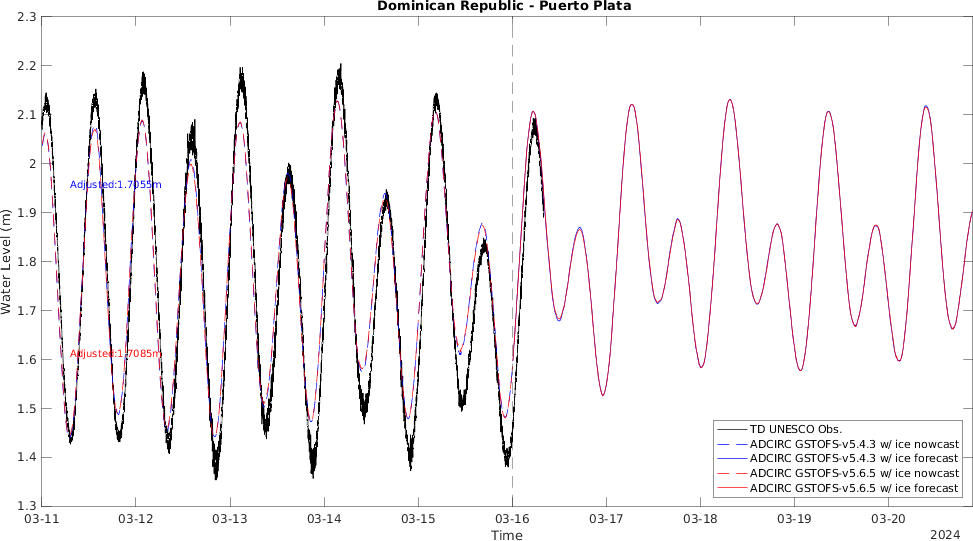 Dominican Republic - Puerto Plata
2.3
2.2
2.1
2
1.9
1.8
1.7
1.6
1.5
1.4
1.3
Water Level (m)
Adjusted:1.7055m
Adjusted:1.7085m
TD UNESCO Obs.
ADCIRC GSTOFS-v5.4.3 w/ ice nowcast
ADCIRC GSTOFS-v5.4.3 w/ ice forecast
ADCIRC GSTOFS-v5.6.5 w/ ice nowcast
ADCIRC GSTOFS-v5.6.5 w/ ice forecast
03-11 03-12 03-13 03-14 03-15 03-16 03-17 03-18 03-19 03-20
Time
2024